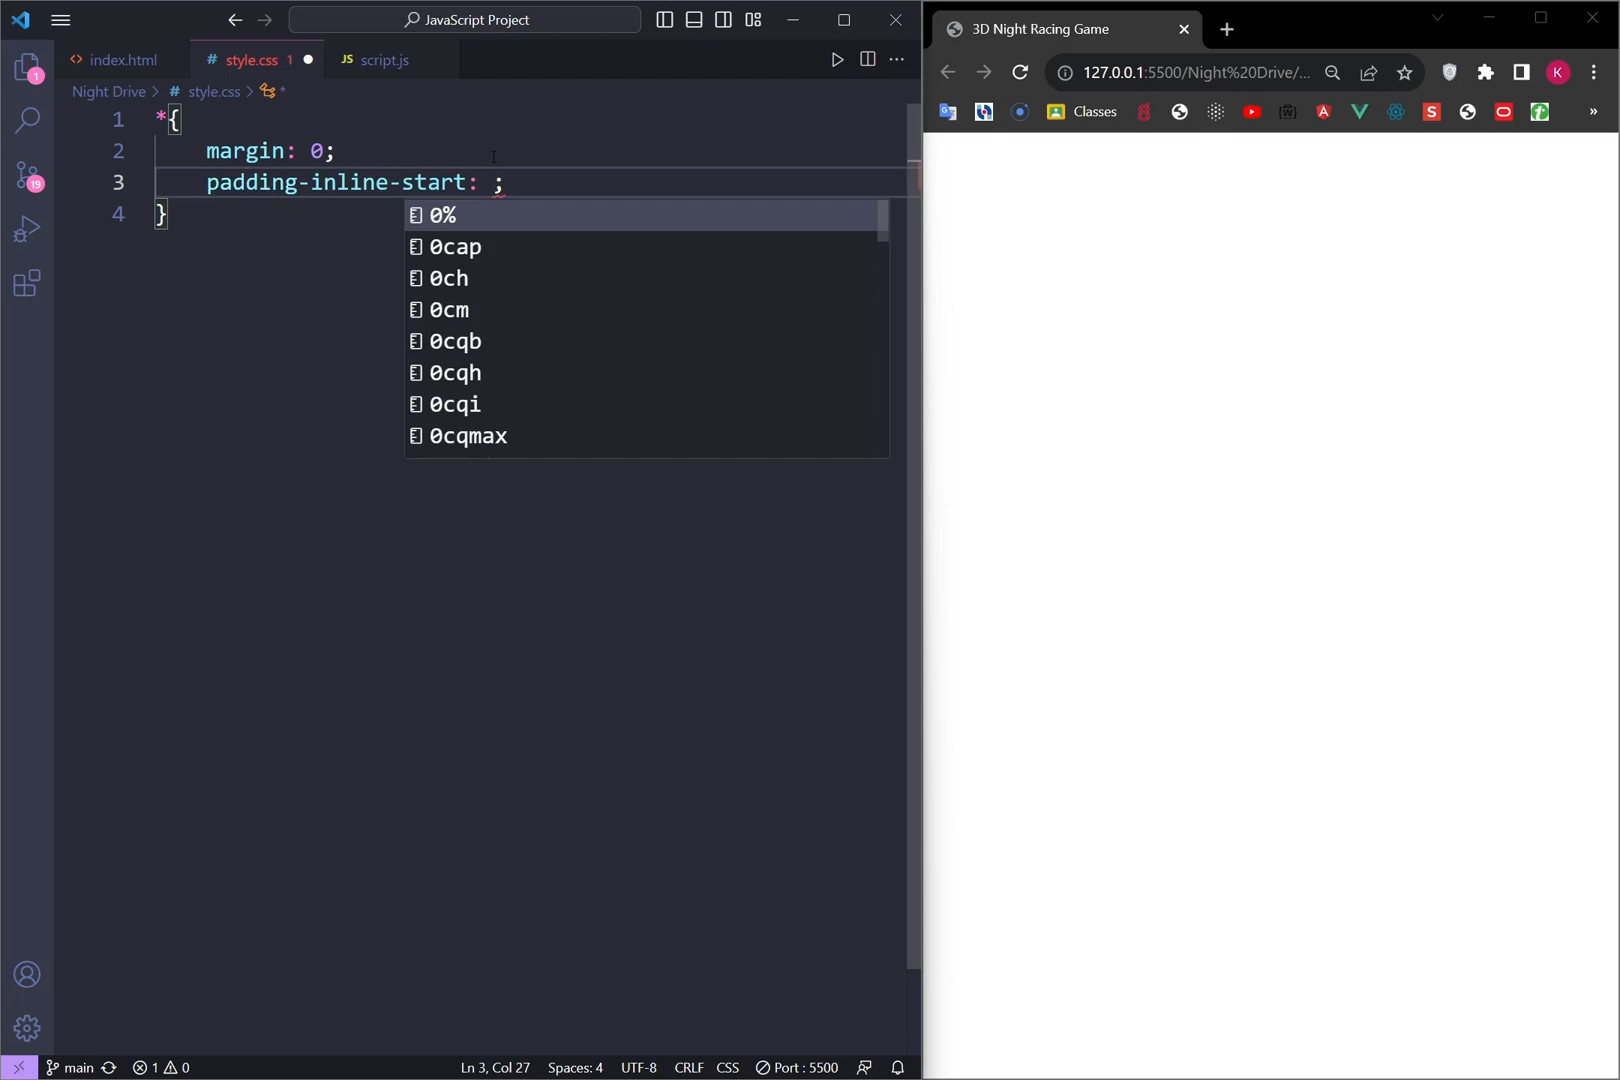 JavaScript Project
index.html
# style.css 1
JS script.js
Night Drive > # style.css > *
1 *{
2 margin: 0;
3 padding-inline-start: ;
4 }
0%
0cap
0ch
0cm
0cqb
0cqh
0cqi
0cqmax
1
19
main
1 0
Ln 3, Col 27
Spaces: 4
UTF-8
CRLF
CSS
Port : 5500
3D Night Racing Game
127.0.0.1:5500/Night%20Drive/...
K
Classes
»